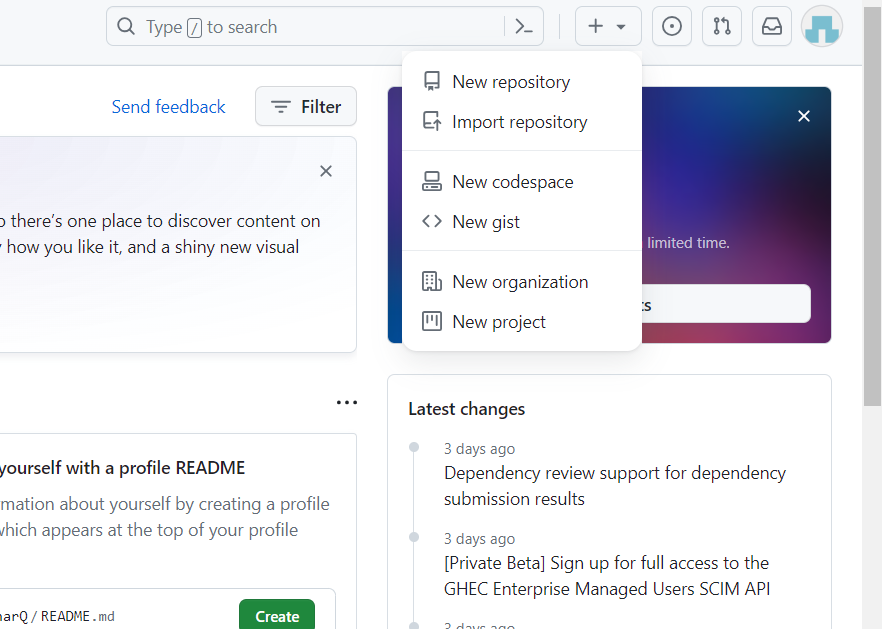 Type / to search
New repository
Import repository
New codespace
New gist
New organization
New project
Send feedback
Filter
there's one place to discover content on
how you like it, and a shiny new visual
limited time.
yourself with a profile README
about yourself by creating a profile
which appears at the top of your profile
README.md
Create
Latest changes
3 days ago
Dependency review support for dependency
submission results
3 days ago
[Private Beta] Sign up for full access to the
GHEC Enterprise Managed Users SCIM API
3 days ago